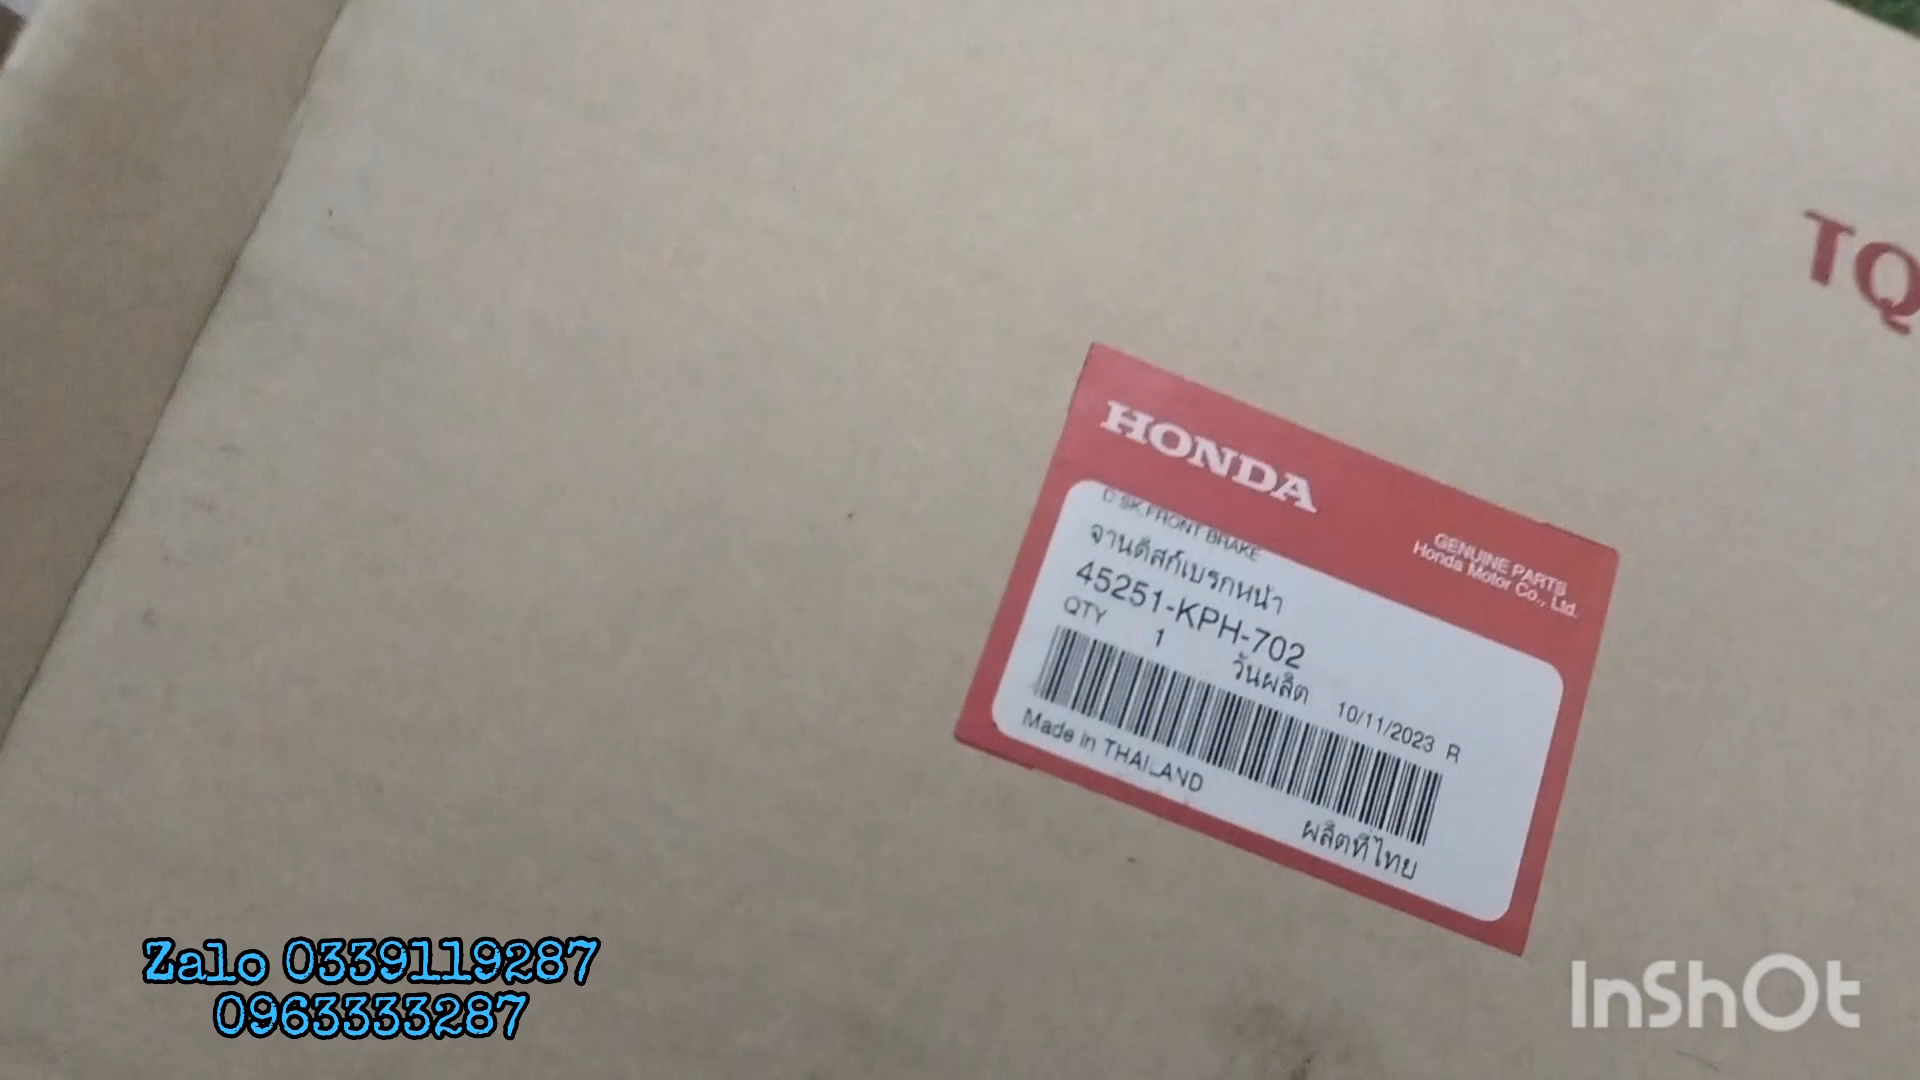 TQ
HONDA
GENUINE PARTS
Honda Motor Co., Ltd.
D SK,FRONT BRAKE
จานดิสก์เบรกหน้า
45251-KPH-702
QTY 1 วันผลิต 10/11/2023 R
Made in THAILAND
ผลิตที่ไทย
Zalo 0339119287
0963333287
InShOt